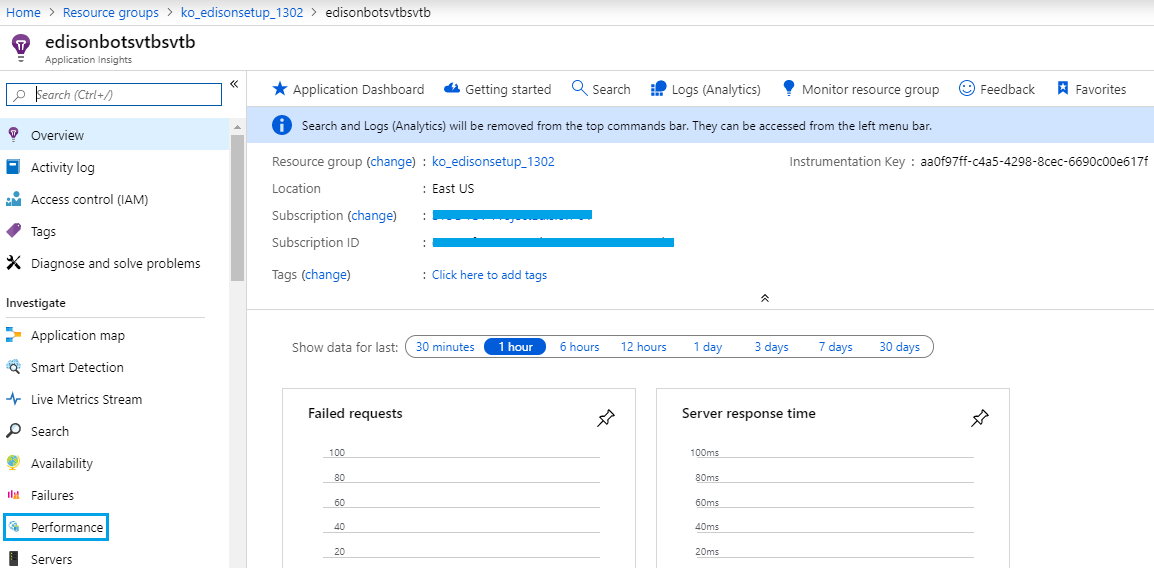 Home > Resource groups > ko_edisonsetup_1302 > edisonbotsvtbsvtb
edisonbotsvtbsvtb
Application Insights
Search (Ctrl+/)
«
Overview
Activity log
Access control (IAM)
Tags
Diagnose and solve problems
Investigate
Application map
Smart Detection
Live Metrics Stream
Search
Availability
Failures
Performance
Servers
Application Dashboard Getting started Search Logs (Analytics) Monitor resource group Feedback Favorites
Search and Logs (Analytics) will be removed from the top commands bar. They can be accessed from the left menu bar.
Resource group (change) : ko_edisonsetup_1302
Instrumentation Key : aa0f97ff-c4a5-4298-8cec-6690c00e617f
Location : East US
Subscription (change) :
Subscription ID :
Tags (change) : Click here to add tags
Show data for last: 30 minutes 1 hour 6 hours 12 hours 1 day 3 days 7 days 30 days
Failed requests
100
80
60
40
20
Server response time
100ms
80ms
60ms
40ms
20ms